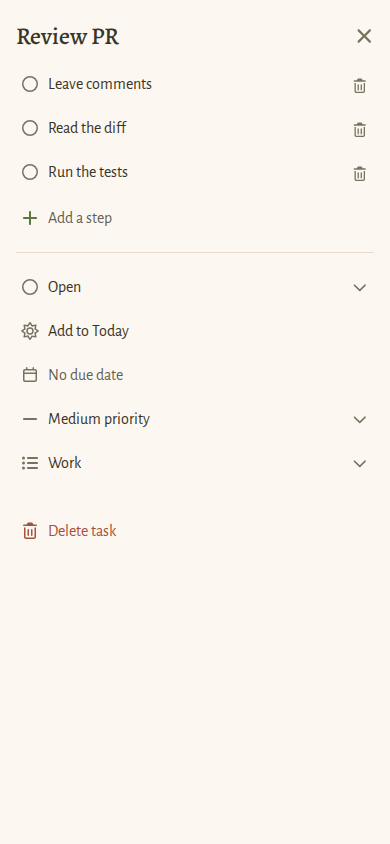 Review PR
Leave comments
Read the diff
Run the tests
Add a step
Open
Add to Today
No due date
Medium priority
Work
Delete task